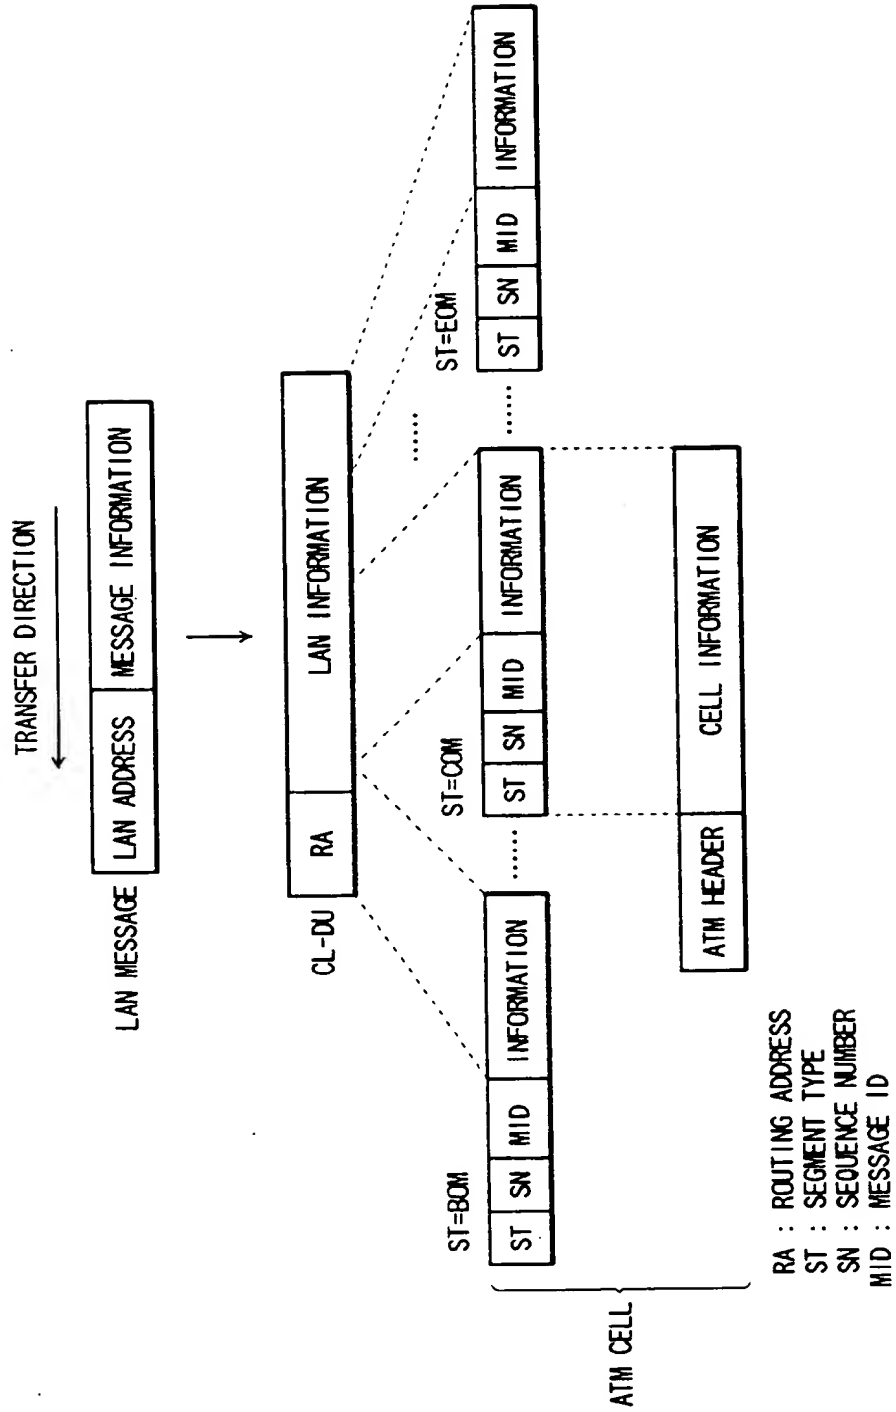 TRANSFER DIRECTION
LAN MESSAGE LAN ADDRESS MESSAGE INFORMATION
CL-DU RA LAN INFORMATION
ST=BOM ST=COM ST=EOM
ST SN MID INFORMATION ...... ST SN MID INFORMATION ...... ST SN MID INFORMATION
ATM CELL
ATM HEADER CELL INFORMATION
RA : ROUTING ADDRESS
ST : SEGMENT TYPE
SN : SEQUENCE NUMBER
MID : MESSAGE ID